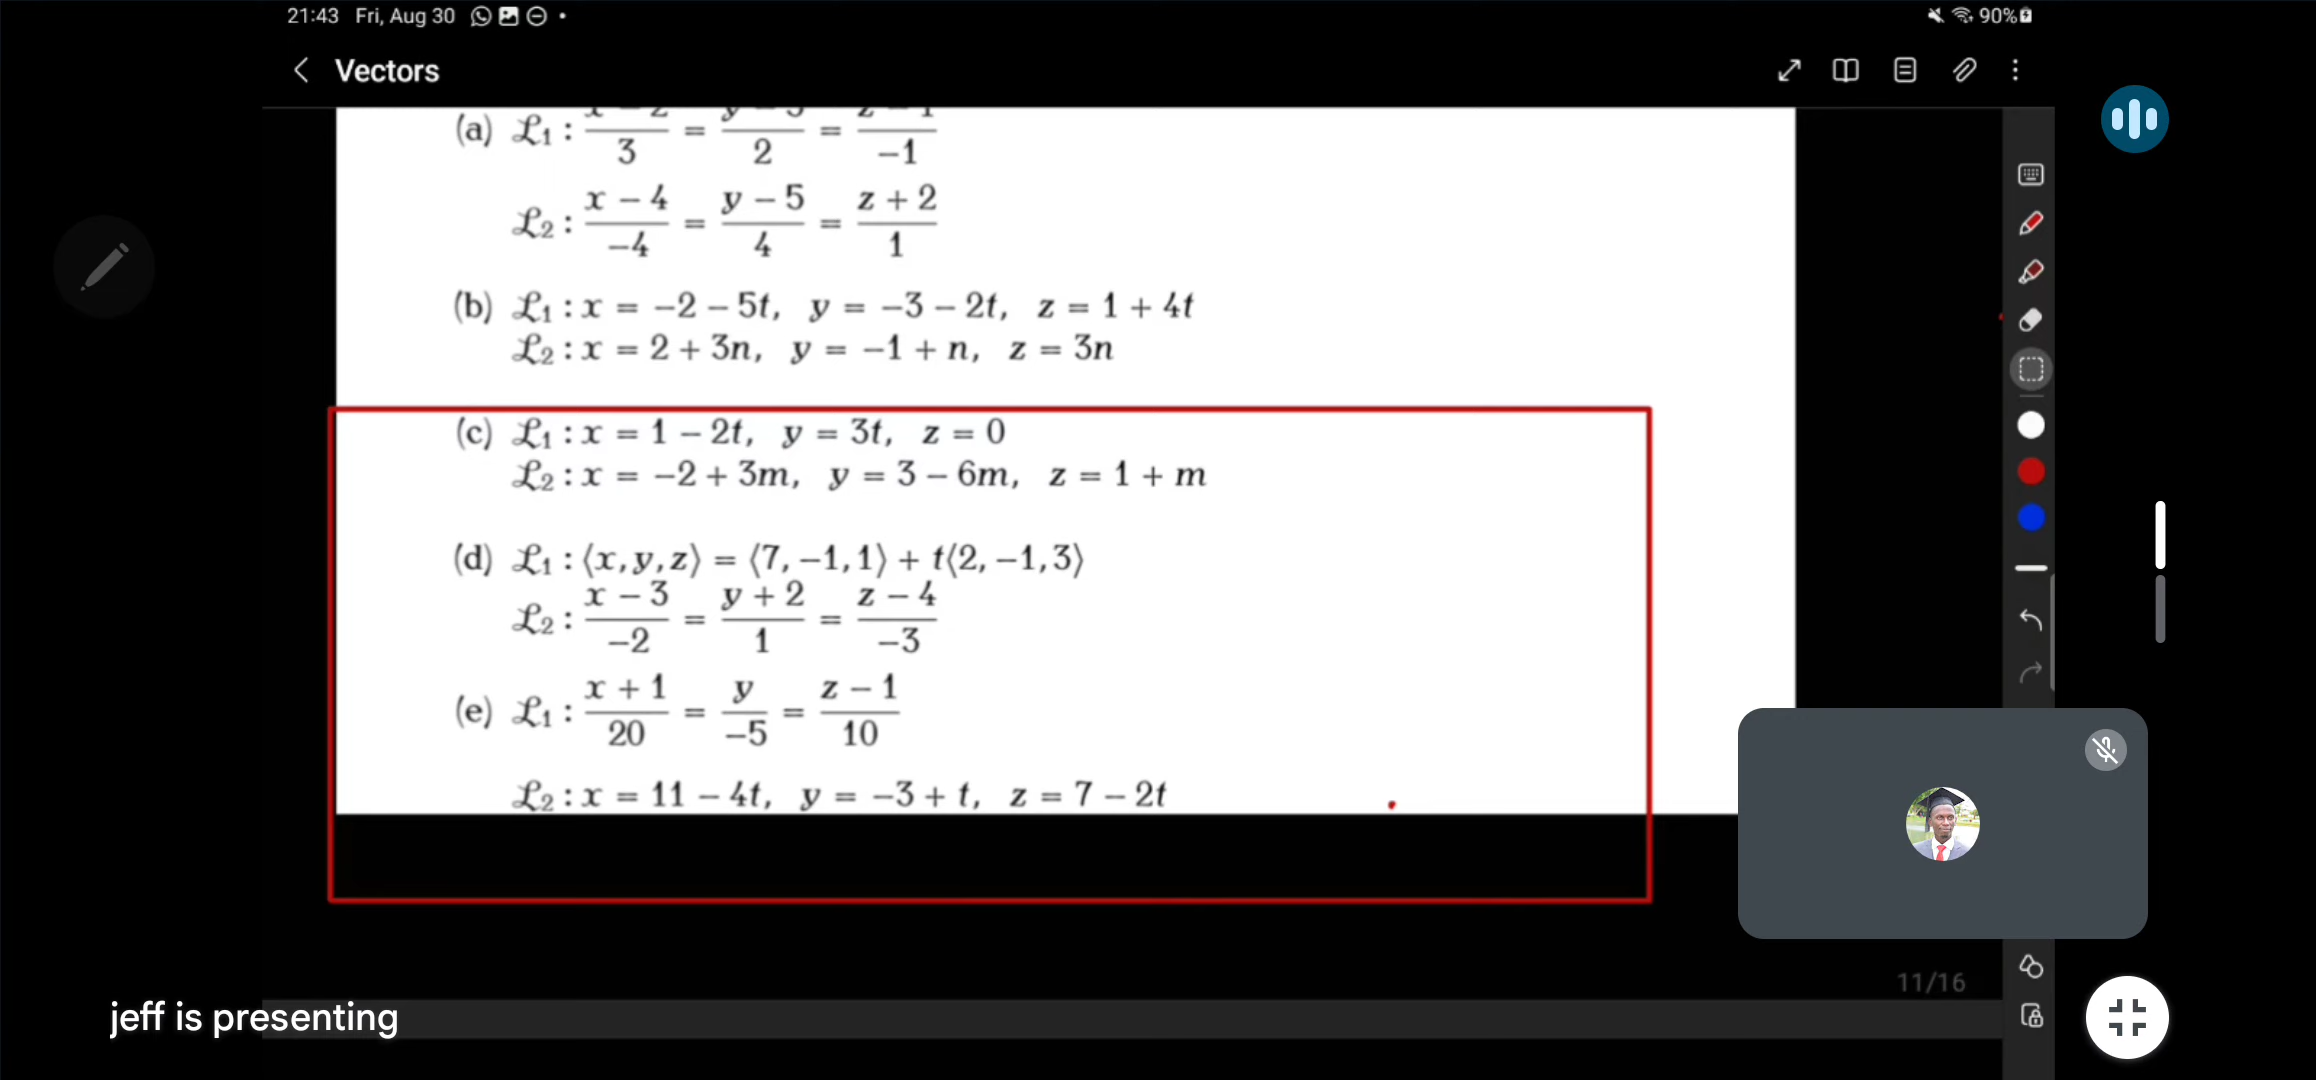 21:43 Fri, Aug 30
90%
Vectors
(a) ℒ₁ : x − 2/3 = y − 3/2 = z − 1/−1
ℒ₂ : x − 4/−4 = y − 5/4 = z + 2/1
(b) ℒ₁ : x = −2 − 5t, y = −3 − 2t, z = 1 + 4t
ℒ₂ : x = 2 + 3n, y = −1 + n, z = 3n
(c) ℒ₁ : x = 1 − 2t, y = 3t, z = 0
ℒ₂ : x = −2 + 3m, y = 3 − 6m, z = 1 + m
(d) ℒ₁ : ⟨x, y, z⟩ = ⟨7, −1, 1⟩ + t⟨2, −1, 3⟩
ℒ₂ : x − 3/−2 = y + 2/1 = z − 4/−3
(e) ℒ₁ : x + 1/20 = y/−5 = z − 1/10
ℒ₂ : x = 11 − 4t, y = −3 + t, z = 7 − 2t
11/16
jeff is presenting